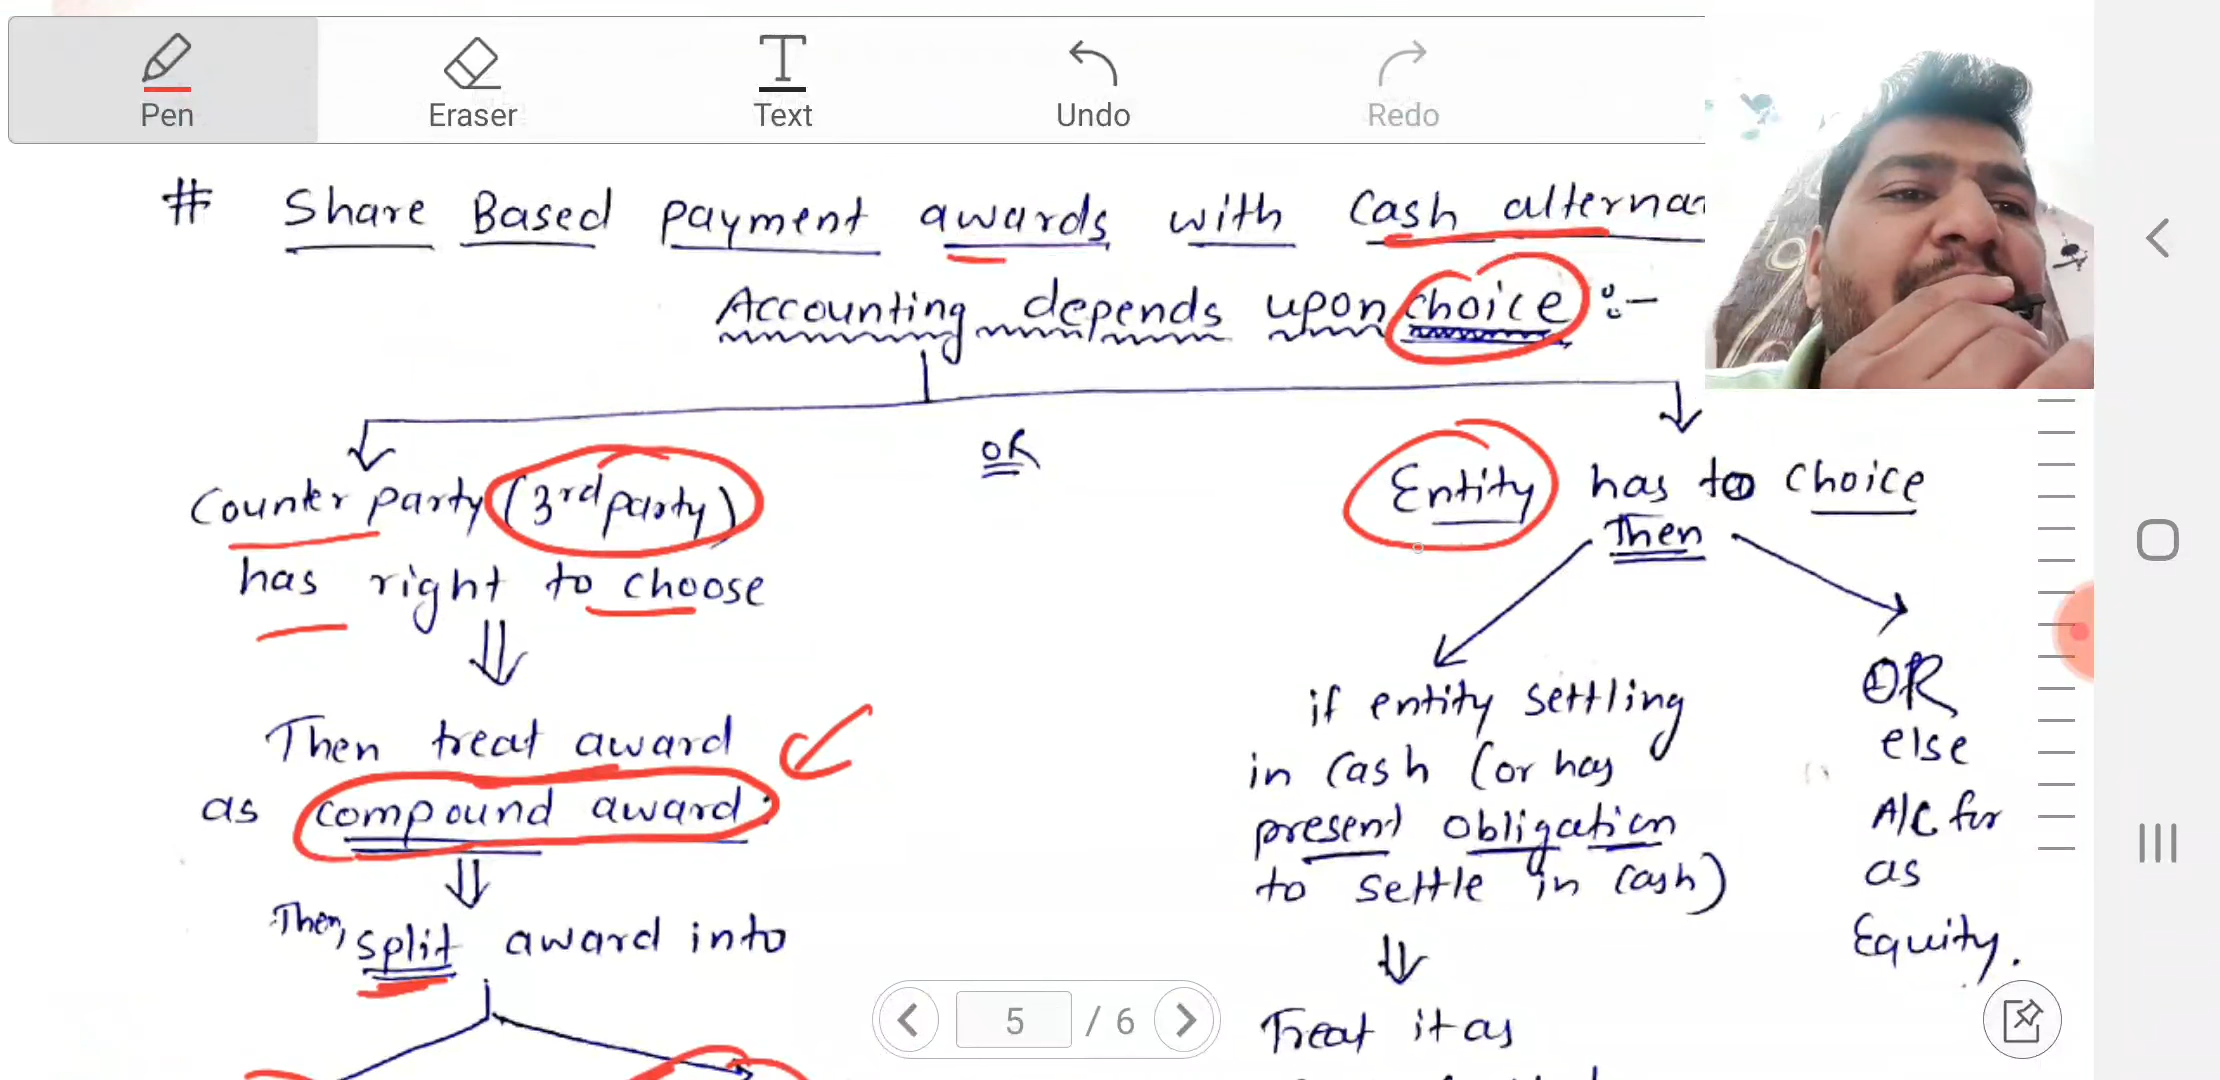 Pen
Eraser
Text
Undo
Redo
# Share Based payment awards with Cash alterna
Accounting depends upon choice :-
Counter party (3rd party)
has right to choose
Then treat award
as compound award:
Then, split award into
OR
Entity has to choice
Then
if entity settling
in Cash (or has
present obligation
to settle in Cash)
Treat it as
OR
else
A/C for
as
Equity.
5 / 6